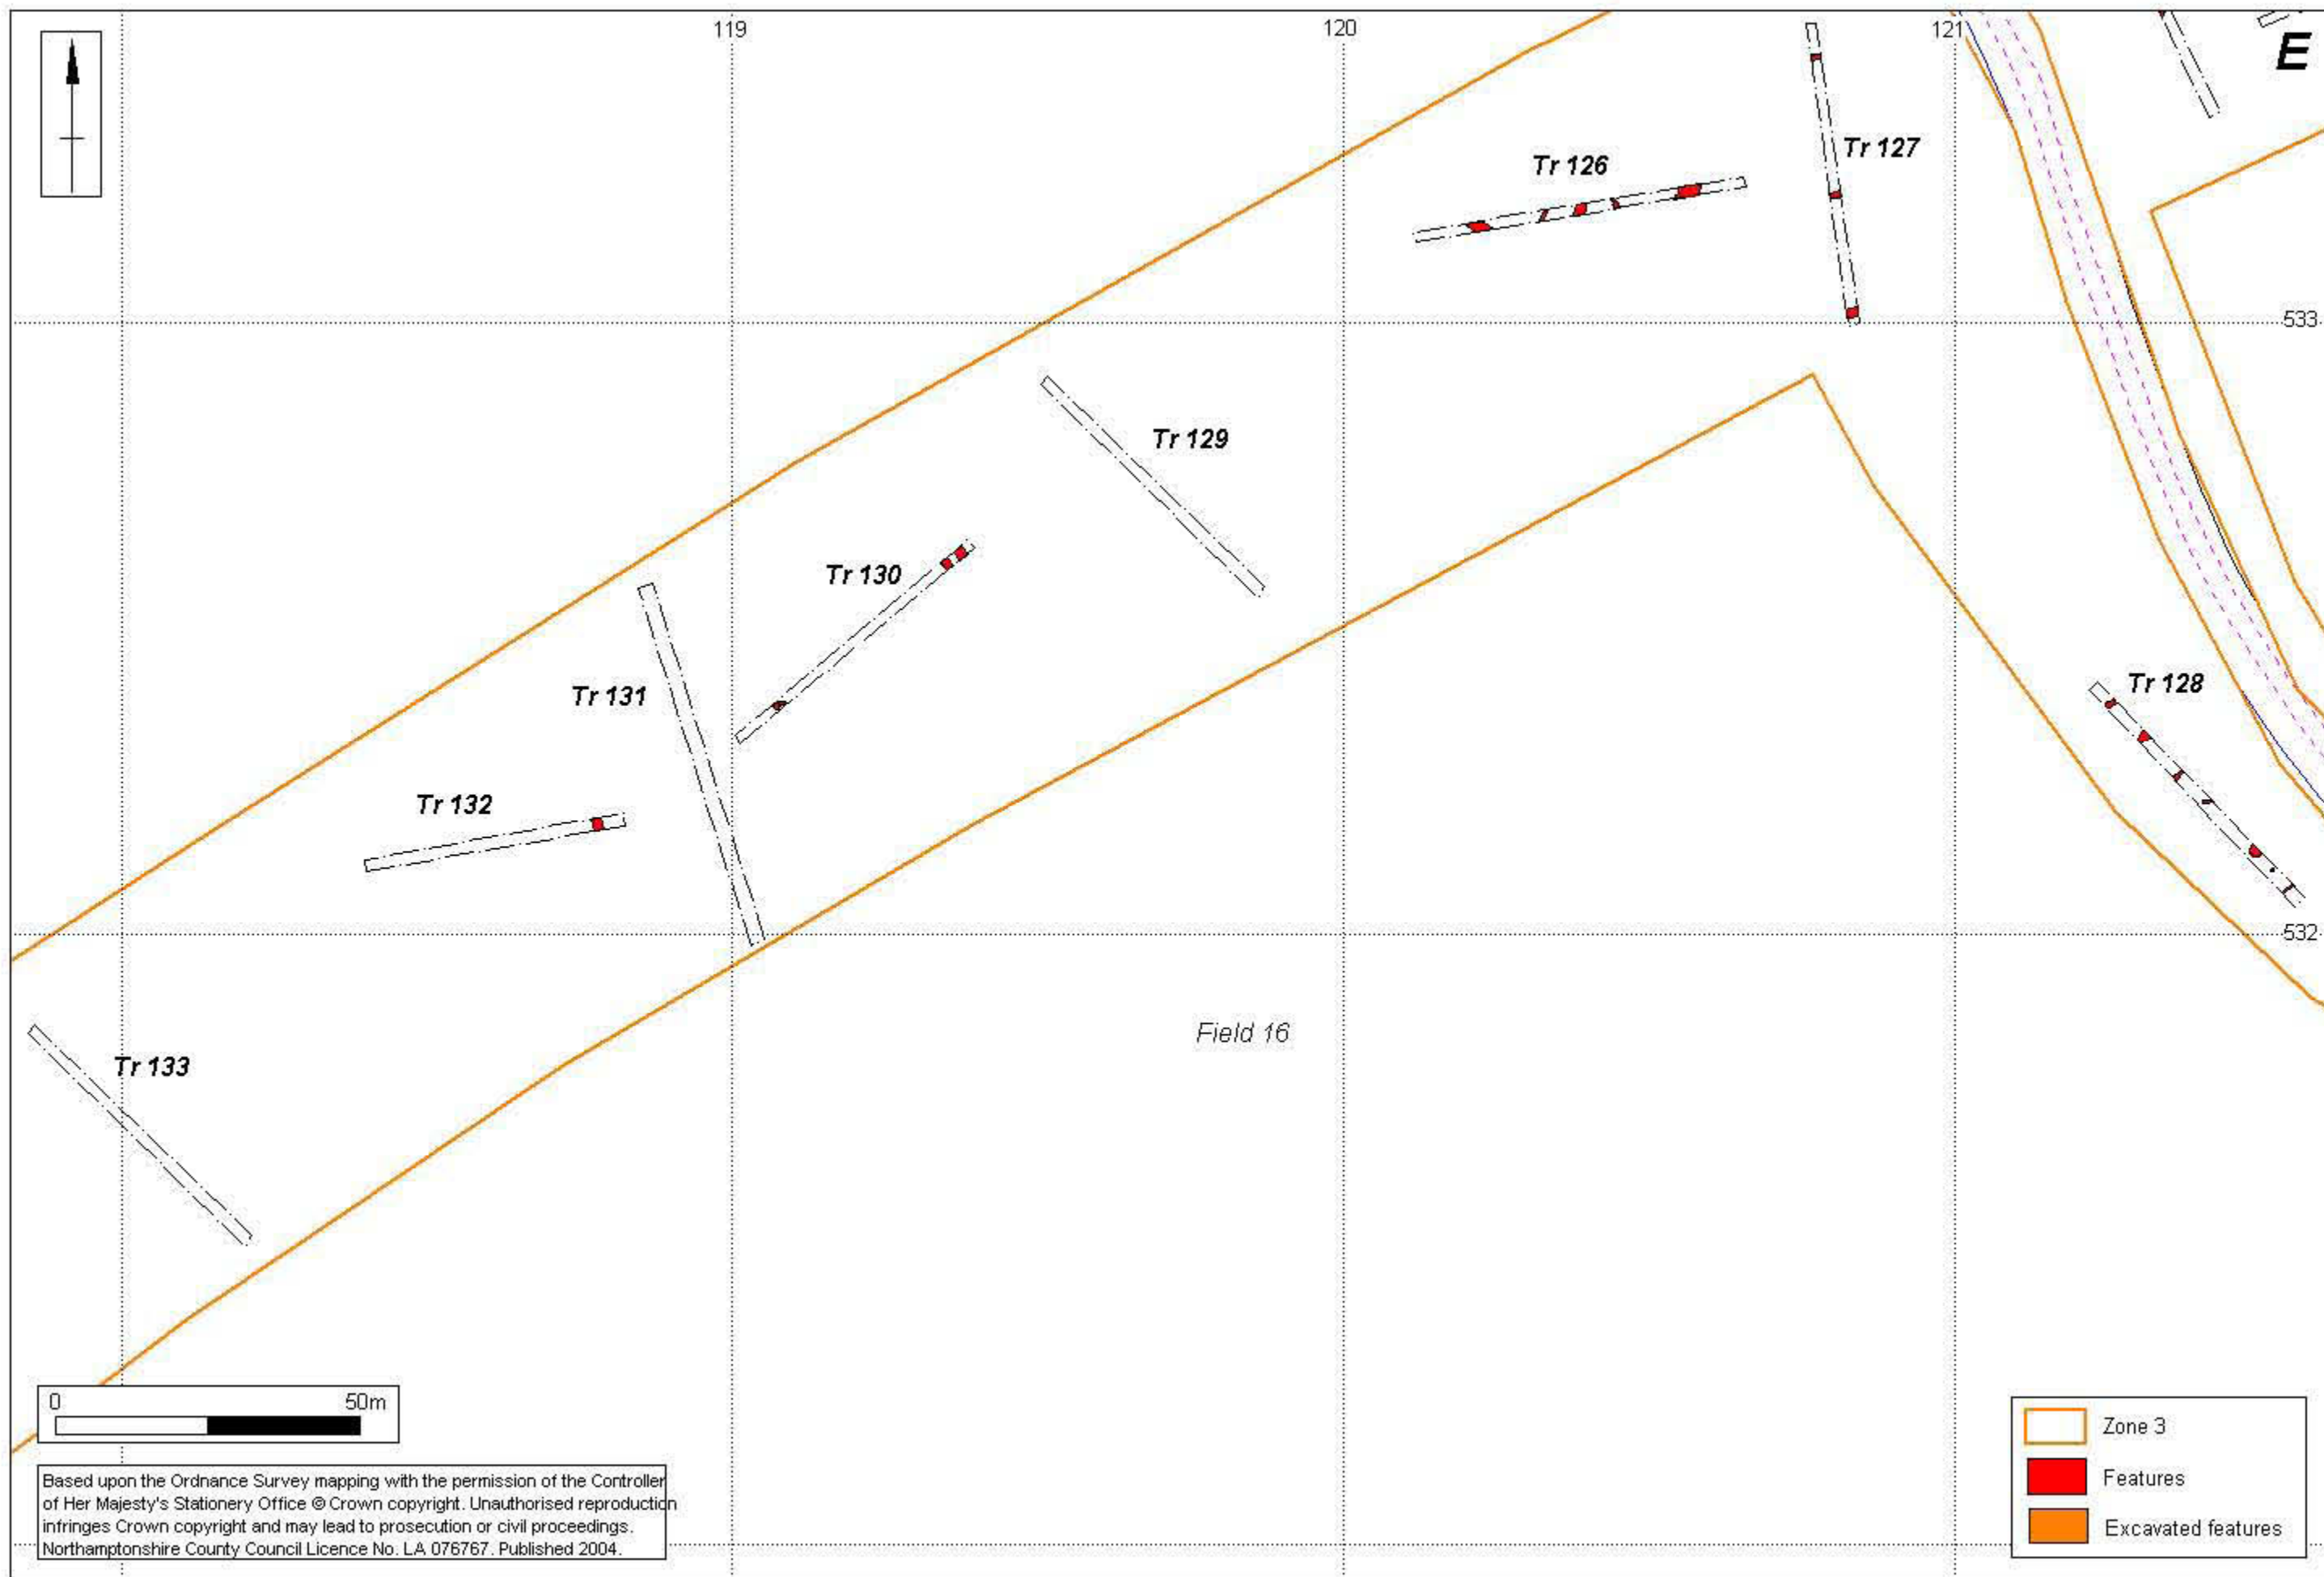 119
120
121
E
Tr 127
Tr 126
533
Tr 129
Tr 130
Tr 128
Tr 131
Tr 132
532
Field 16
Tr 133
0 50m
Zone 3
Features
Excavated features
Based upon the Ordnance Survey mapping with the permission of the Controller
of Her Majesty's Stationery Office © Crown copyright. Unauthorised reproduction
infringes Crown copyright and may lead to prosecution or civil proceedings.
Northamptonshire County Council Licence No. LA 076767. Published 2004.